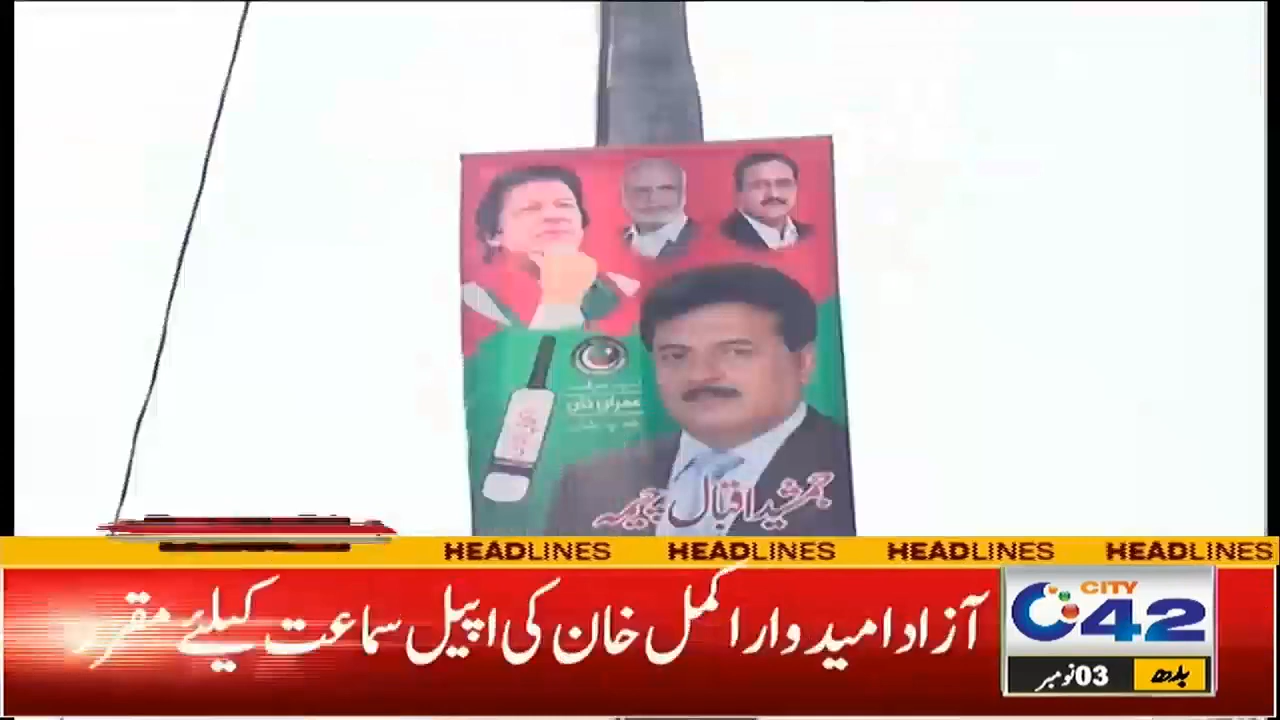 عمران خان
جمشید اقبال چیمہ
HEADLINES HEADLINES HEADLINES HEADLINES
آزاد امیدوار اکمل خان کی اپیل سماعت کیلئے مقرر
CITY
42
بدھ
03 نومبر